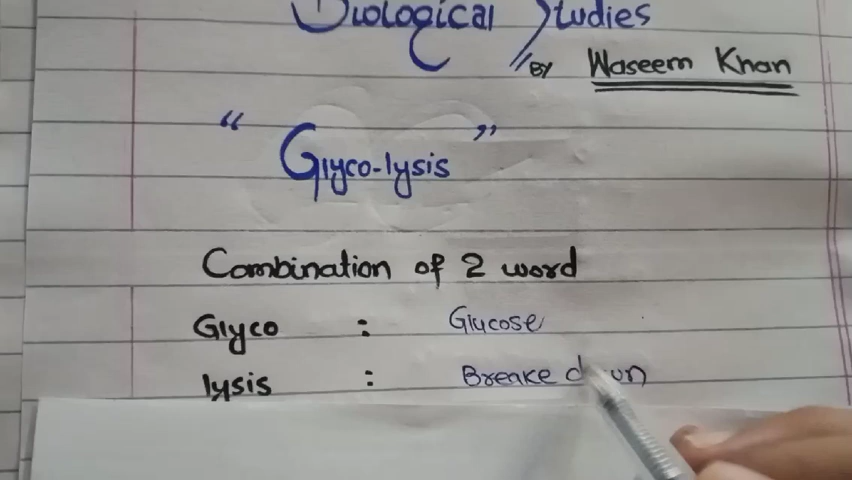 Biological Studies
By Waseem Khan
“ Glyco-lysis ”
Combination of 2 word
Glyco : Glucose
lysis : Breake down